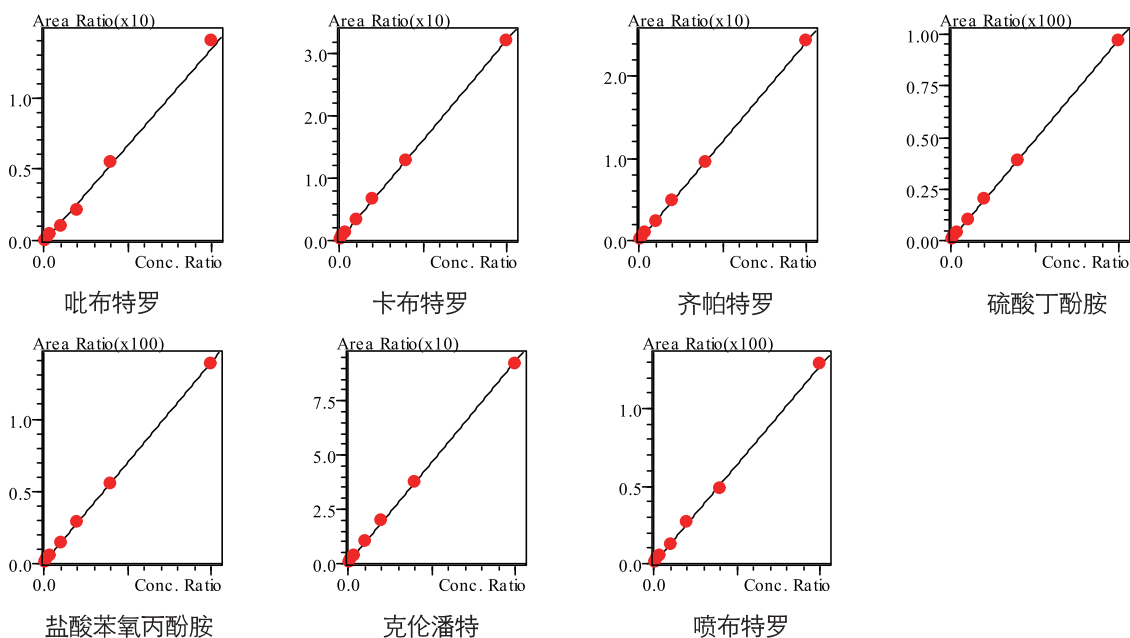 Area Ratio(x10)
1.0
0.5
0.0
0.0
Conc. Ratio
吡布特罗
Area Ratio(x10)
3.0
2.0
1.0
0.0
0.0
Conc. Ratio
卡布特罗
Area Ratio(x10)
2.0
1.0
0.0
0.0
Conc. Ratio
齐帕特罗
Area Ratio(x100)
1.00
0.75
0.50
0.25
0.00
0.0
Conc. Ratio
硫酸丁酚胺
Area Ratio(x100)
1.0
0.5
0.0
0.0
Conc. Ratio
盐酸苯氧丙酚胺
Area Ratio(x10)
7.5
5.0
2.5
0.0
0.0
Conc. Ratio
克伦潘特
Area Ratio(x100)
1.0
0.5
0.0
0.0
Conc. Ratio
喷布特罗